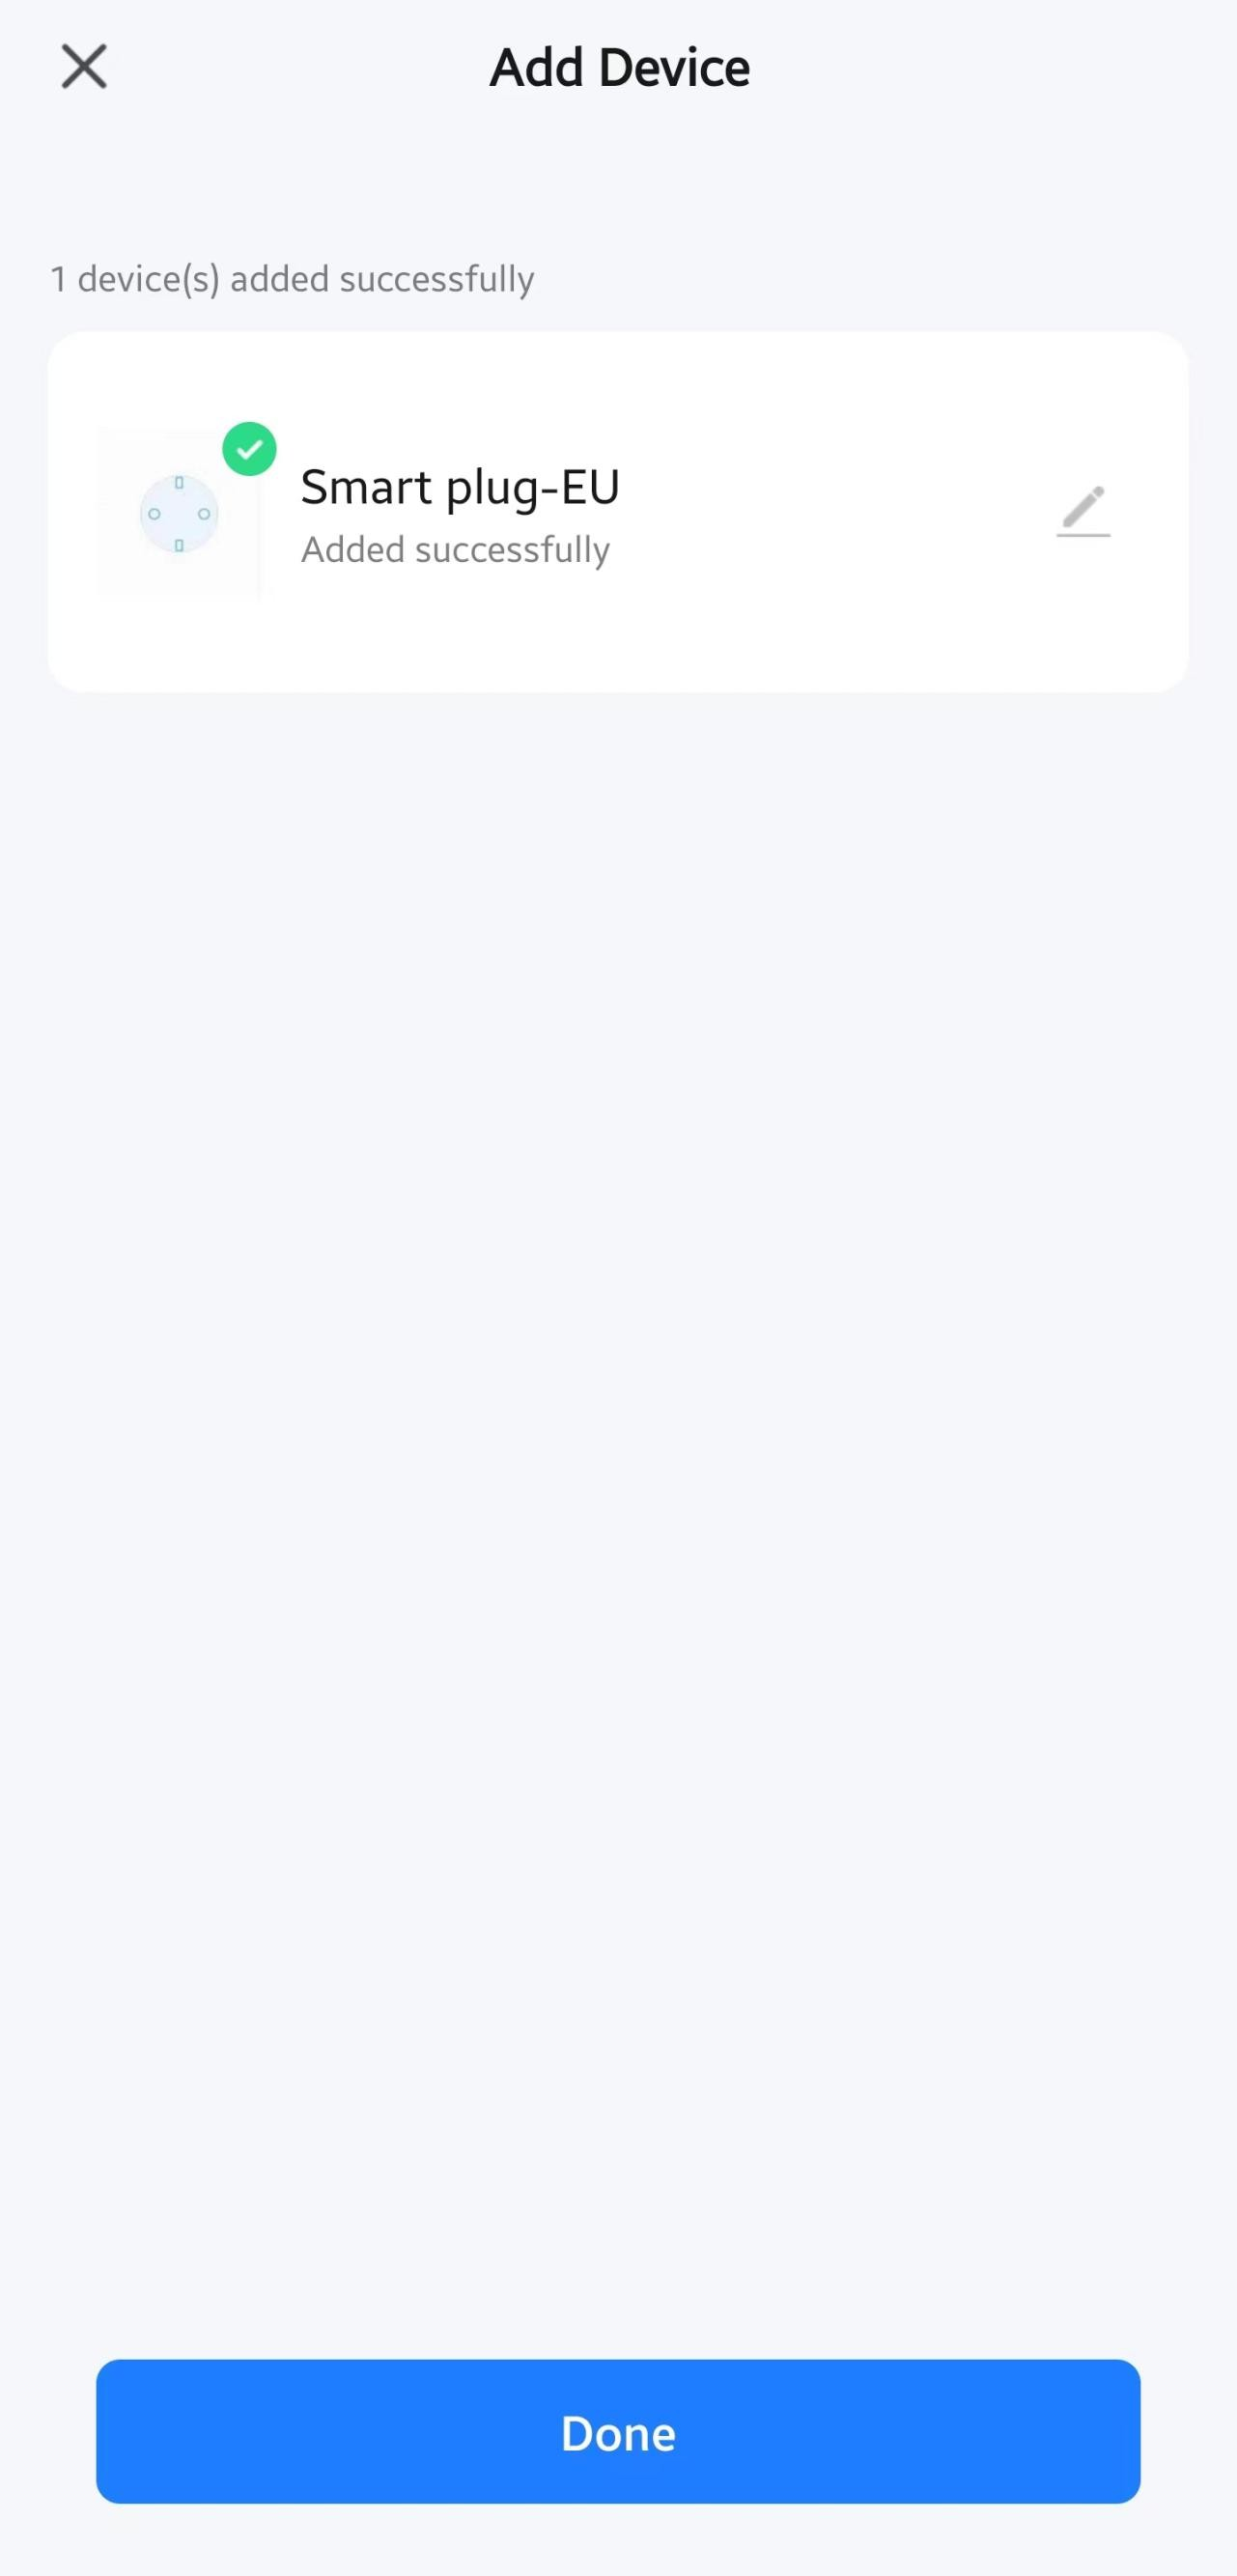 Add Device
1 device(s) added successfully
Smart plug-EU
Added successfully
Done